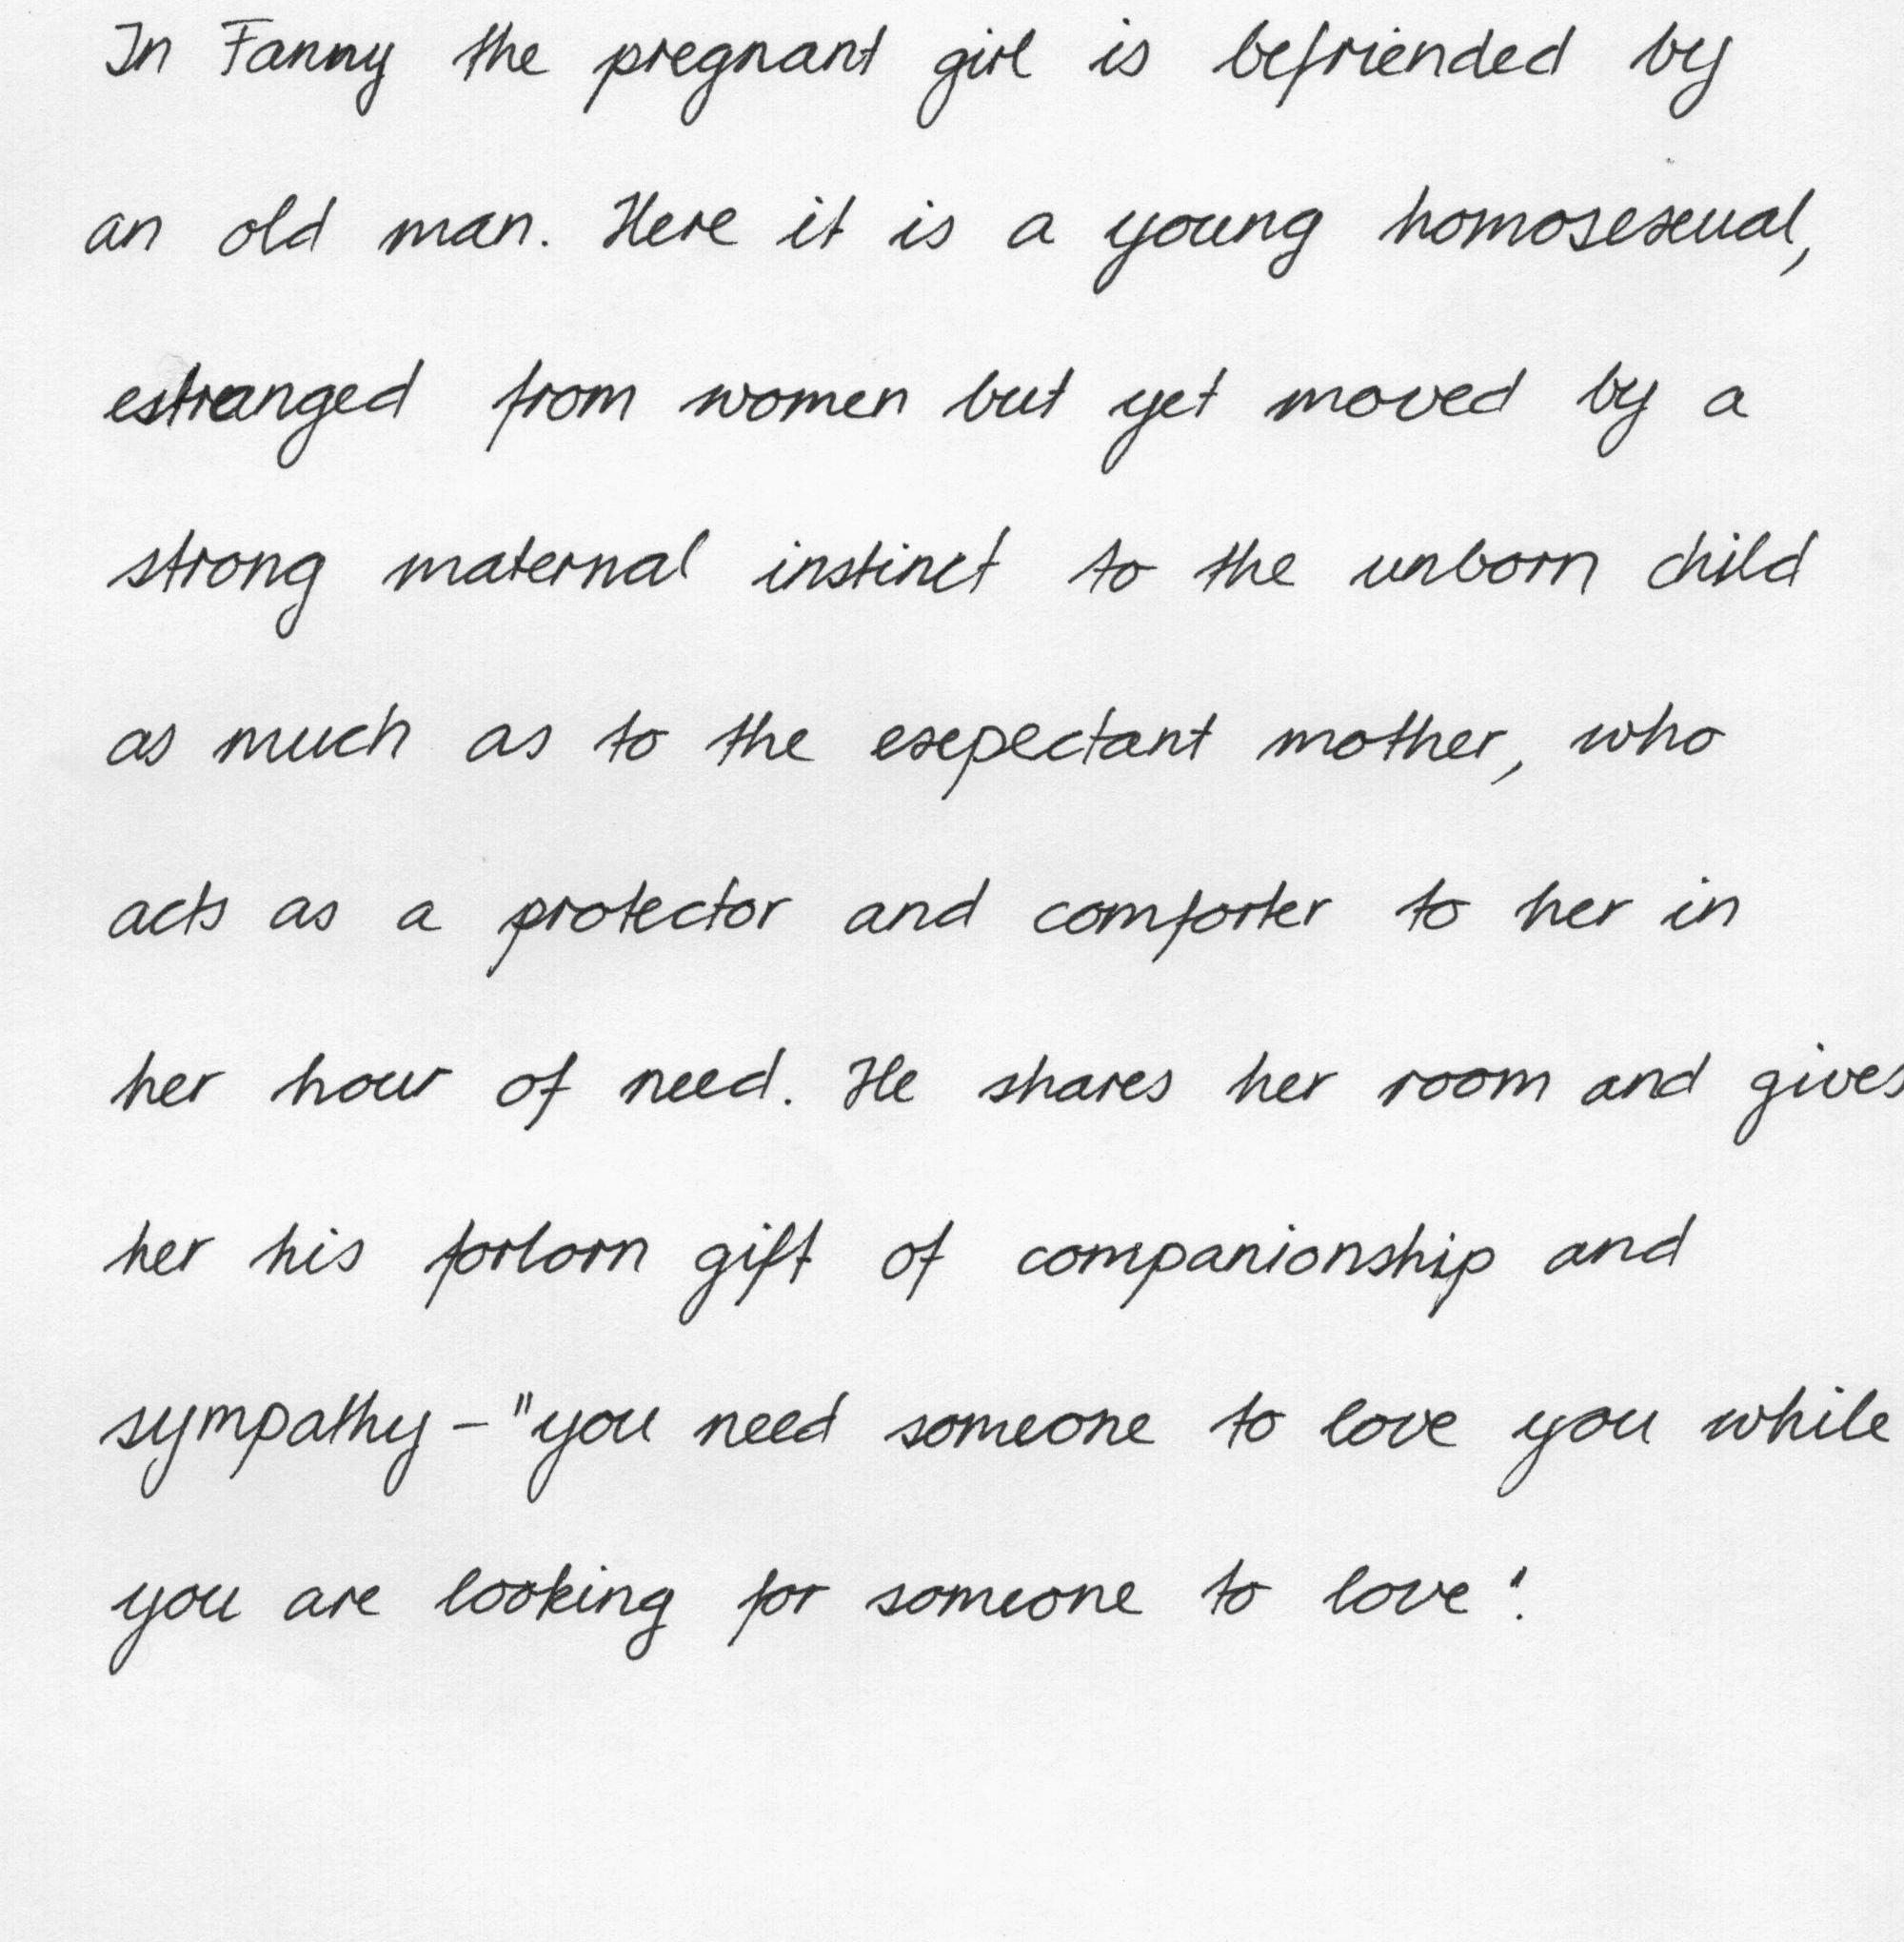 In Fanny the pregnant girl is befriended by
an old man. Here it is a young homosexual,
estranged from women but yet moved by a
strong maternal instinct to the unborn child
as much as to the expectant mother, who
acts as a protector and comforter to her in
her hour of need. He shares her room and gives
her his forlorn gift of companionship and
sympathy - "you need someone to love you while
you are looking for someone to love".